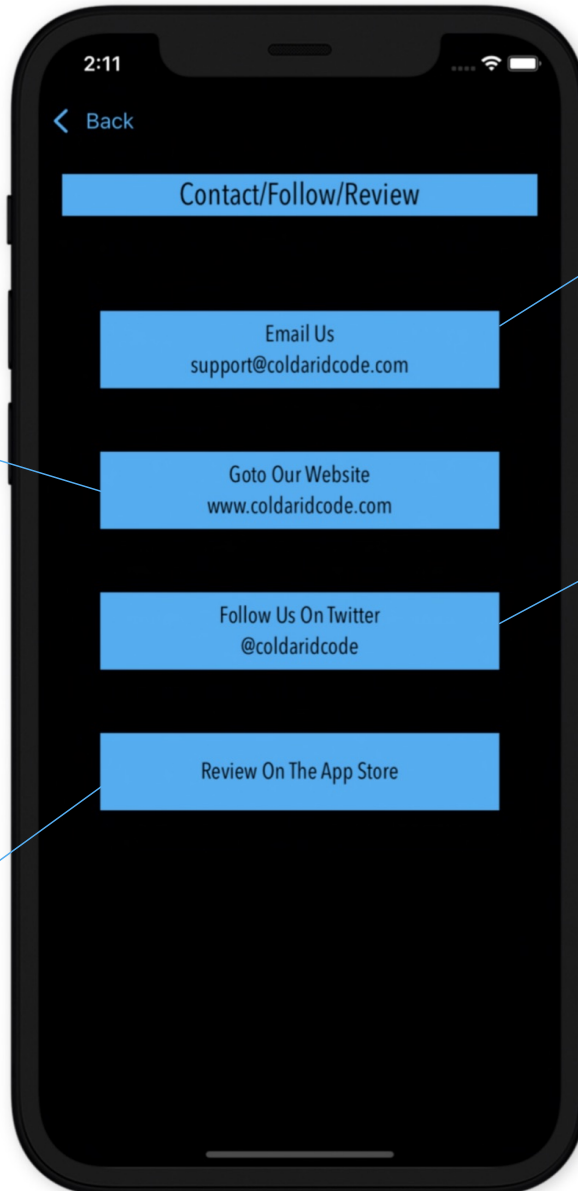 2:11
Back
Contact/Follow/Review
Email Us
support@coldaridcode.com
Goto Our Website
www.coldaridcode.com
Follow Us On Twitter
@coldaridcode
Review On The App Store